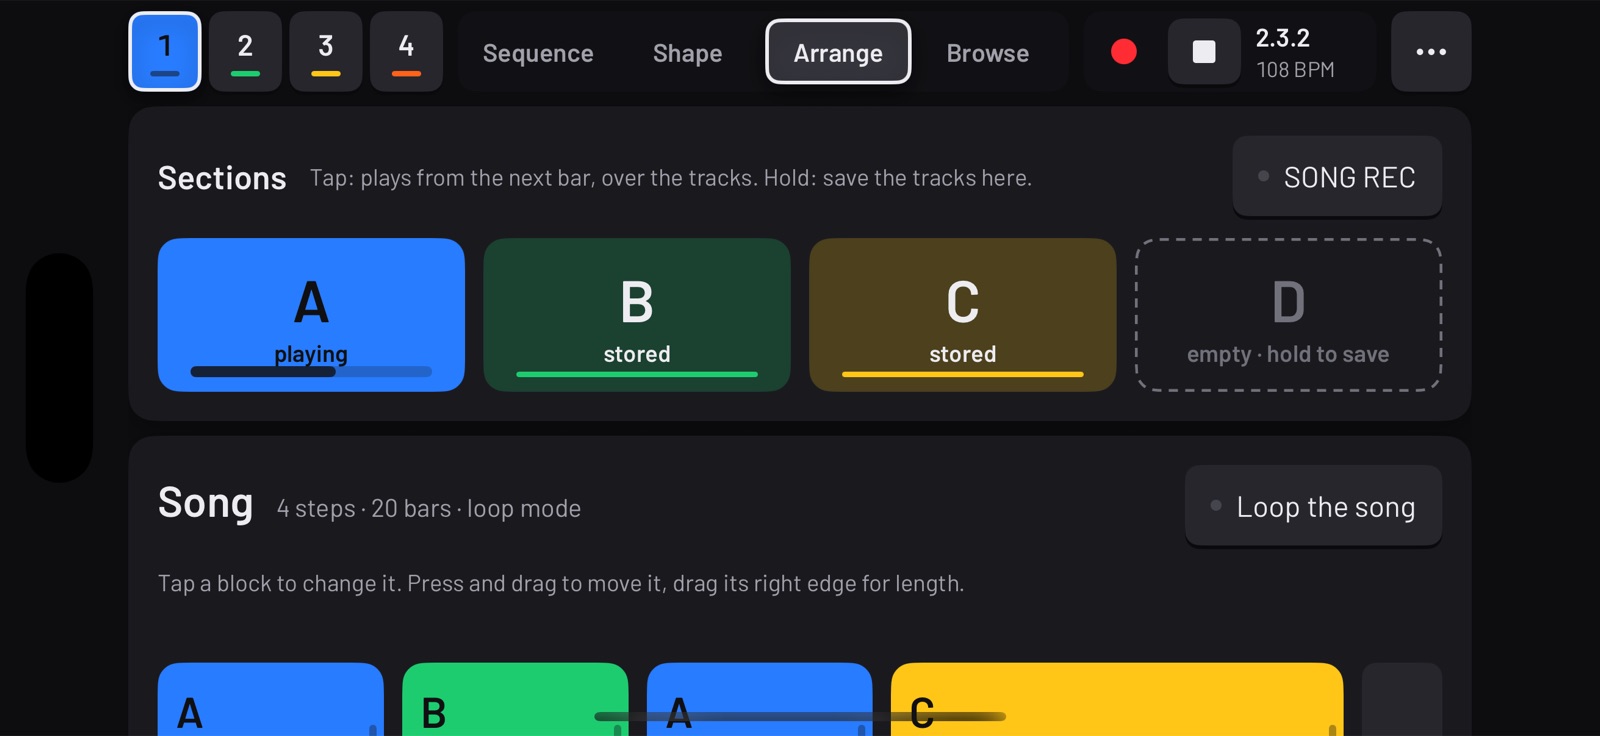 1 2 3 4 Sequence Shape Arrange Browse 2.3.2
108 BPM
Sections Tap: plays from the next bar, over the tracks. Hold: save the tracks here. SONG REC
A B C D
playing stored stored empty · hold to save
Song 4 steps · 20 bars · loop mode Loop the song
Tap a block to change it. Press and drag to move it, drag its right edge for length.
A B A C